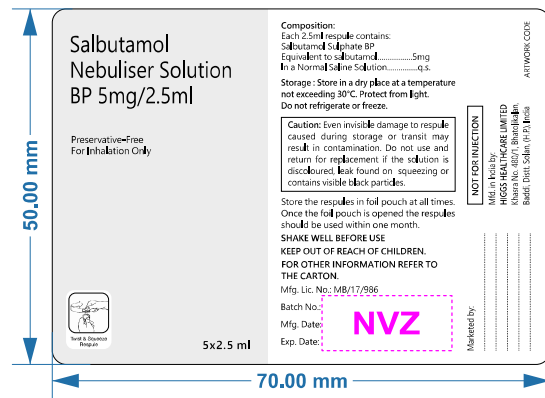 Salbutamol
Nebuliser Solution
BP 5mg/2.5ml
Preservative-Free
For Inhalation Only
Twist & Squeeze
Respule
5x2.5 ml
Composition:
Each 2.5ml respule contains:
Salbutamol Sulphate BP
Equivalent to salbutamol................5mg
In a Normal Saline Solution.............q.s.
Storage : Store in a dry place at a temperature
not exceeding 30°C. Protect from light.
Do not refrigerate or freeze.
Caution: Even invisible damage to respule
caused during storage or transit may
result in contamination. Do not use and
return for replacement if the solution is
discoloured, leak found on squeezing or
contains visible black particles.
Store the respules in foil pouch at all times.
Once the foil pouch is opened the respules
should be used within one month.
SHAKE WELL BEFORE USE
KEEP OUT OF REACH OF CHILDREN.
FOR OTHER INFORMATION REFER TO
THE CARTON.
Mfg. Lic. No.: MB/17/986
Batch No.:
Mfg. Date:
Exp. Date:
NVZ
ARTWORK CODE
NOT FOR INJECTION
Mfd. in India by:
HIGGS HEALTHCARE LIMITED
Khasra No. 480/1, Bhatolikalan,
Baddi, Distt. Solan, (H.P.), India
Marketed by:
50.00 mm
70.00 mm